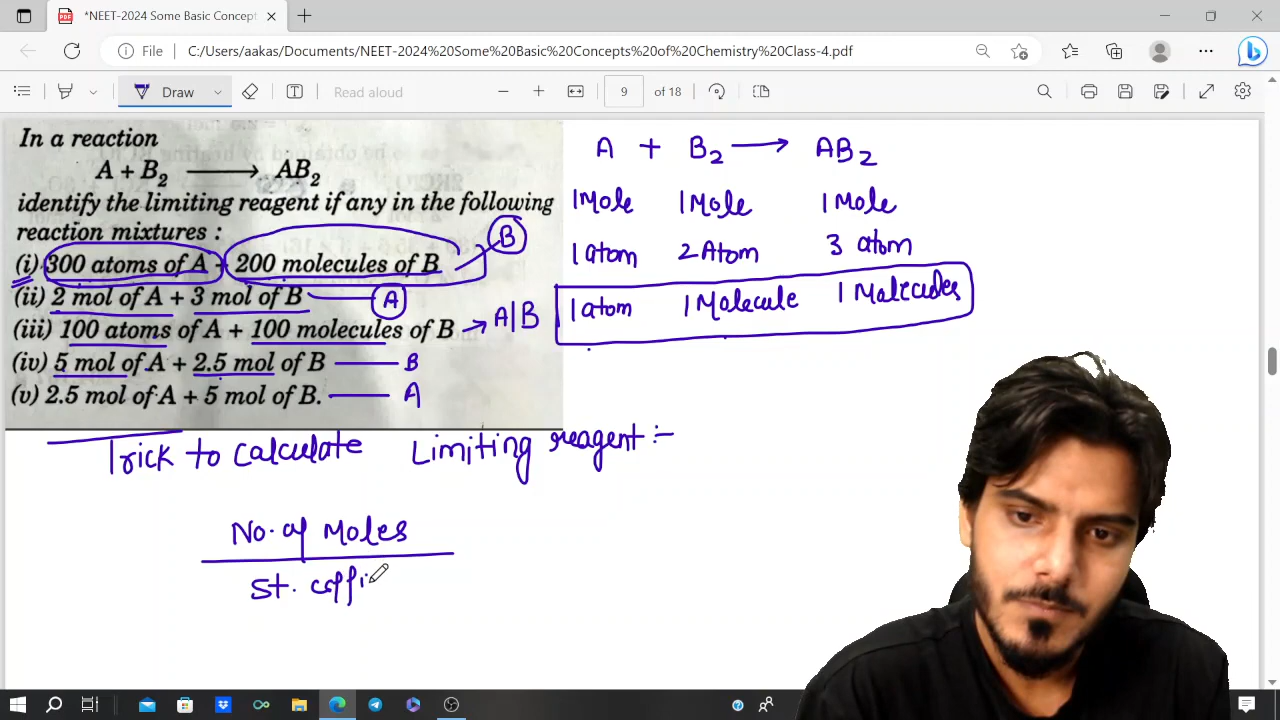 *NEET-2024 Some Basic Concept
File
C:/Users/aakas/Documents/NEET-2024%20Some%20Basic%20Concepts%20of%20Chemistry%20Class-4.pdf
Draw
Read aloud
9 of 18
In a reaction
A + B2 ⟶ AB2
identify the limiting reagent if any in the following
reaction mixtures :
(i) 300 atoms of A + 200 molecules of B
B
(ii) 2 mol of A + 3 mol of B
A
(iii) 100 atoms of A + 100 molecules of B
→ A|B
(iv) 5 mol of A + 2.5 mol of B
B
(v) 2.5 mol of A + 5 mol of B.
A
A + B2 ⟶ AB2
1 Mole 1 Mole 1 Mole
1 atom 2 Atom 3 atom
1 atom 1 Molecule 1 Molecules
Trick to calculate Limiting reagent :-
No. of Moles
St. coffi